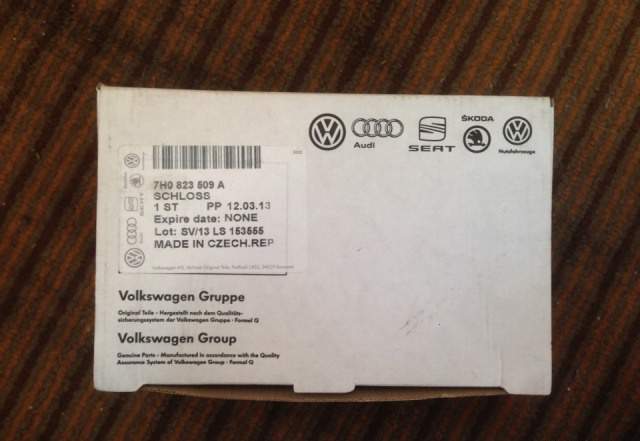 Audi
SEAT
ŠKODA
Nutzfahrzeuge
7H0 823 509 A
SCHLOSS
1 ST PP 12.03.13
Expire date: NONE
Lot: SV/13 LS 153555
MADE IN CZECH.REP
Volkswagen Gruppe
Original Teile - Hergestellt nach dem Qualitäts-
sicherungssystem der Volkswagen Gruppe - Formel Q
Volkswagen Group
Genuine Parts - Manufactured in accordance with the Quality
Assurance System of Volkswagen Group - Formel Q